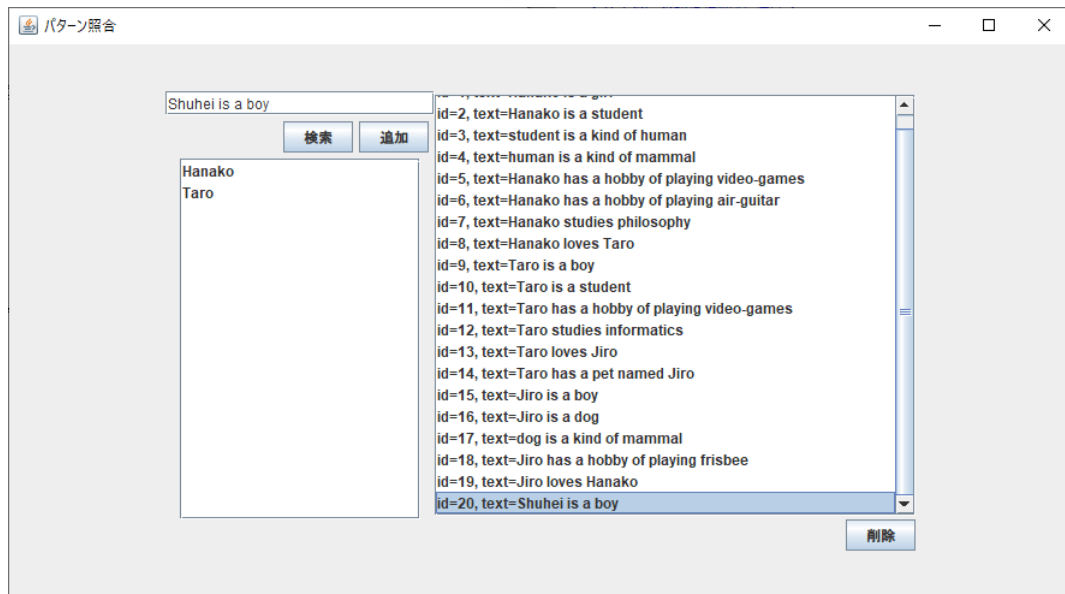 パターン照合
Shuhei is a boy
検索 追加
Hanako
Taro
id=2, text=Hanako is a student
id=3, text=student is a kind of human
id=4, text=human is a kind of mammal
id=5, text=Hanako has a hobby of playing video-games
id=6, text=Hanako has a hobby of playing air-guitar
id=7, text=Hanako studies philosophy
id=8, text=Hanako loves Taro
id=9, text=Taro is a boy
id=10, text=Taro is a student
id=11, text=Taro has a hobby of playing video-games
id=12, text=Taro studies informatics
id=13, text=Taro loves Jiro
id=14, text=Taro has a pet named Jiro
id=15, text=Jiro is a boy
id=16, text=Jiro is a dog
id=17, text=dog is a kind of mammal
id=18, text=Jiro has a hobby of playing frisbee
id=19, text=Jiro loves Hanako
id=20, text=Shuhei is a boy
削除